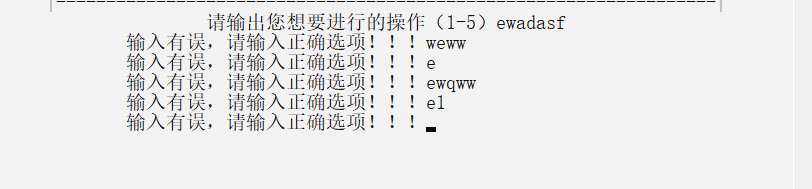 请输出您想要进行的操作（1-5）ewadasf
输入有误，请输入正确选项！！！weww
输入有误，请输入正确选项！！！e
输入有误，请输入正确选项！！！ewqww
输入有误，请输入正确选项！！！el
输入有误，请输入正确选项！！！